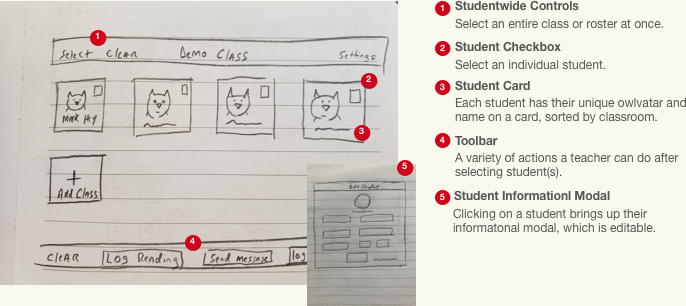 1
Select Clear Demo Class Settings
2
3
Add Class
4
Clear Log Reading Send message log
5
1 Studentwide Controls
Select an entire class or roster at once.
2 Student Checkbox
Select an individual student.
3 Student Card
Each student has their unique owlvatar and
name on a card, sorted by classroom.
4 Toolbar
A variety of actions a teacher can do after
selecting student(s).
5 Student Informationl Modal
Clicking on a student brings up their
informatonal modal, which is editable.